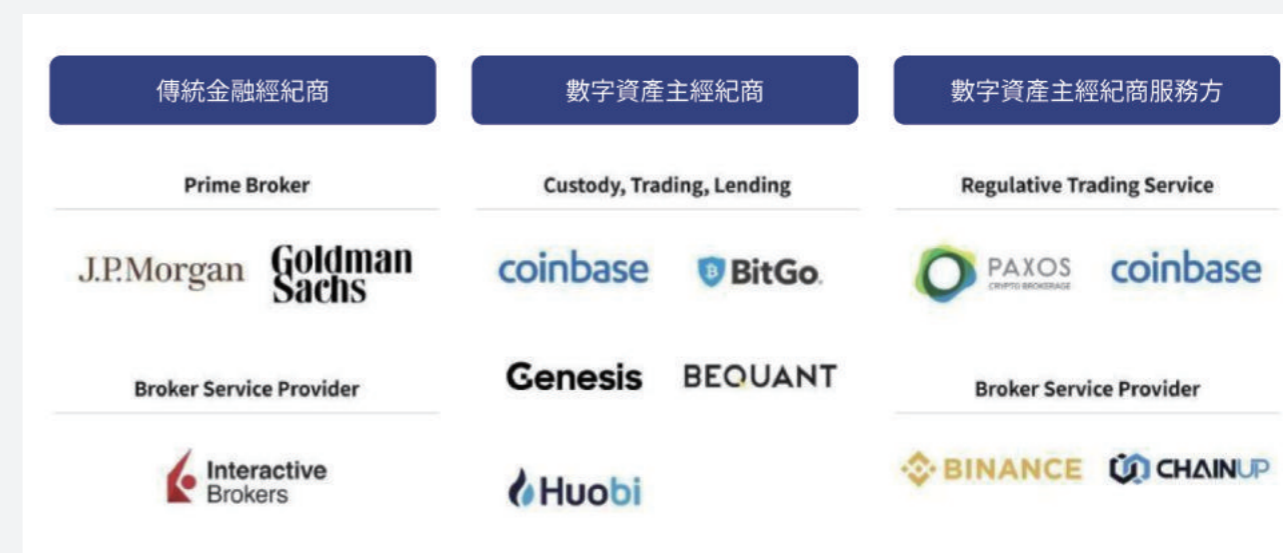 傳統金融經紀商
Prime Broker
J.P.Morgan
Goldman
Sachs
Broker Service Provider
Interactive
Brokers
數字資產主經紀商
Custody, Trading, Lending
coinbase
BitGo.
Genesis
BEQUANT
Huobi
數字資產主經紀商服務方
Regulative Trading Service
PAXOS
CRYPTO BROKERAGE
coinbase
Broker Service Provider
BINANCE
CHAINUP